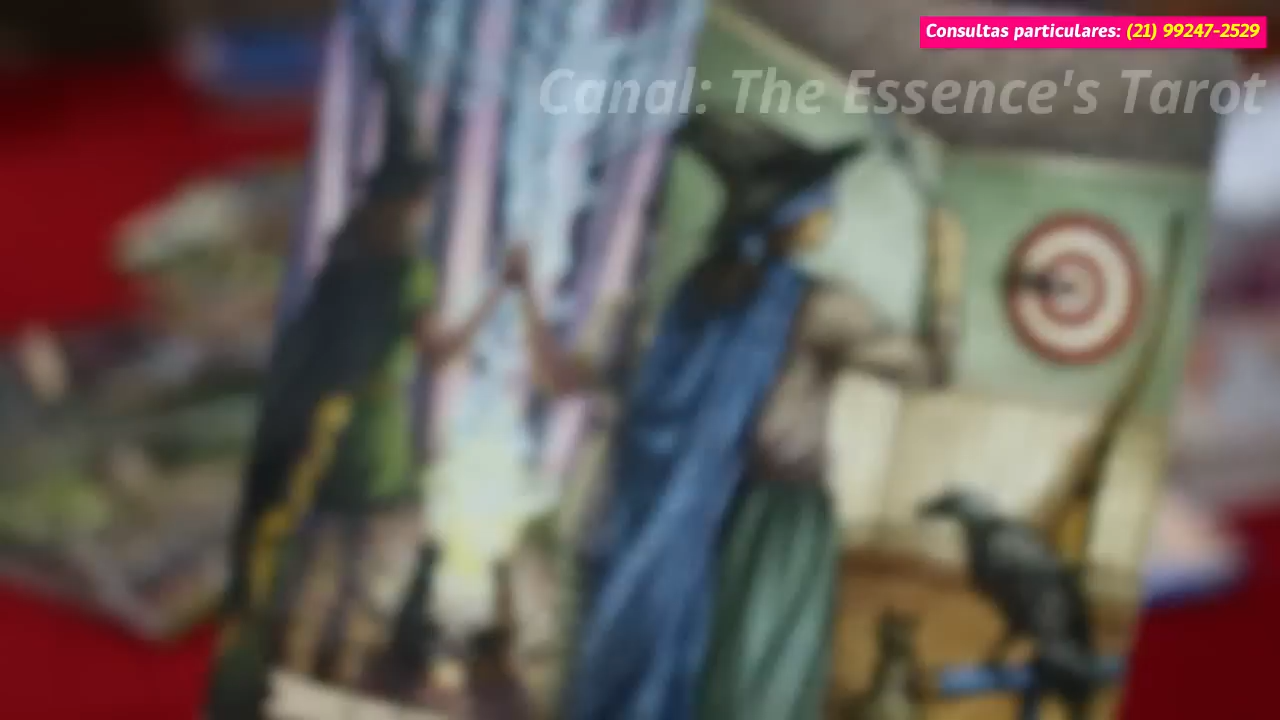 Consultas particulares: (21) 99247-2529
Canal: The Essence's Tarot